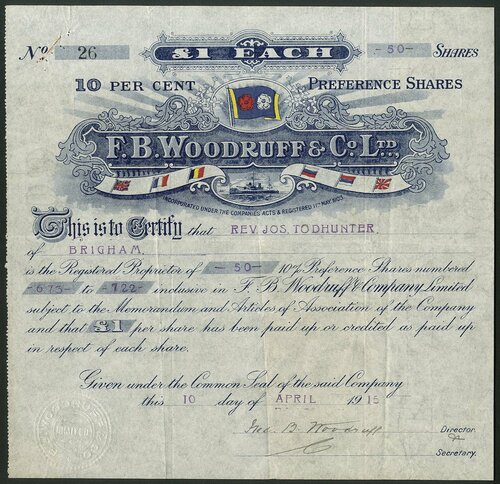 No. 26
£1 EACH
-50- SHARES
10 PER CENT PREFERENCE SHARES
F.B. WOODRUFF & Co. LTD.
INCORPORATED UNDER THE COMPANIES ACTS & REGISTERED 11TH MAY, 1905
This is to Certify that REV. JOS. TODHUNTER,
of BRIGHAM.
is the Registered Proprietor of -50- 10% Preference Shares numbered
-673- to -722- inclusive in F. B. Woodruff & Company Limited
subject to the Memorandum and Articles of Association of the Company
and that £1 per share has been paid up or credited as paid up
in respect of each share.
Given under the Common Seal of the said Company
this 10 day of APRIL 1915
B. Woodruff
Director.
Secretary.
LIMITED